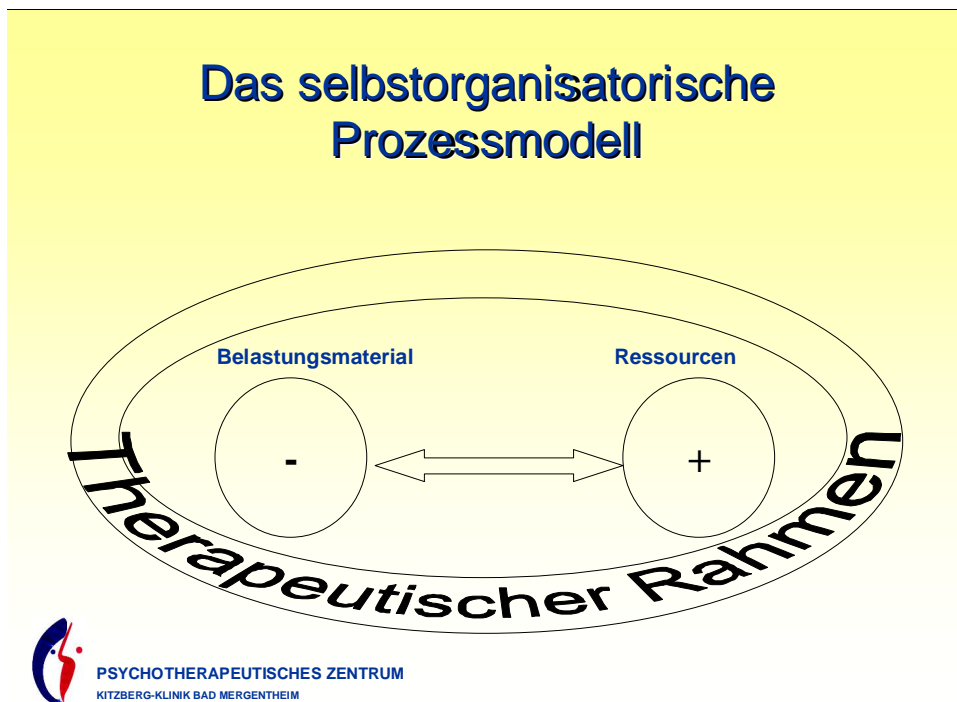 Das selbstorganisatorische
Prozessmodell
Belastungsmaterial
Ressourcen
-
+
Therapeutischer Rahmen
PSYCHOTHERAPEUTISCHES ZENTRUM
KITZBERG-KLINIK BAD MERGENTHEIM